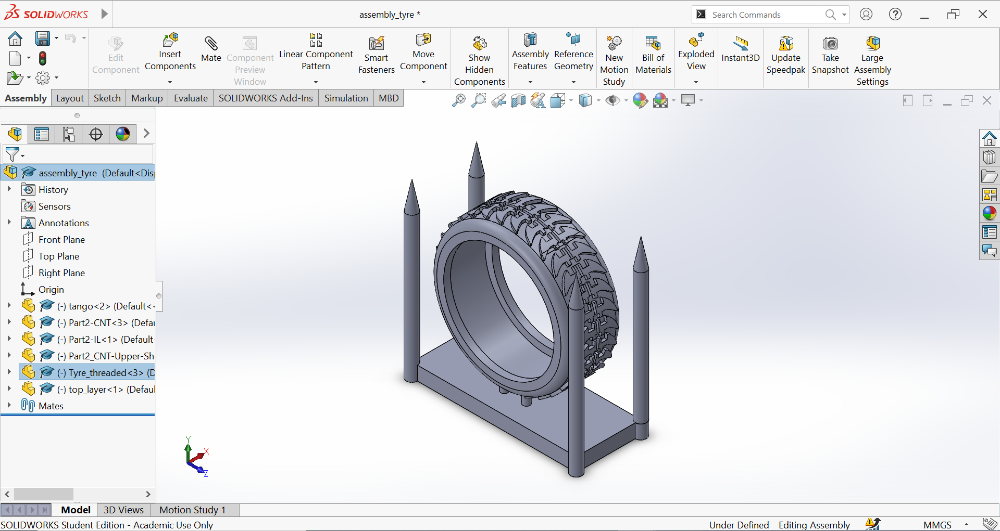 SOLIDWORKS
assembly_tyre *
Search Commands
Edit Component
Insert Components
Mate
Component Preview Window
Linear Component Pattern
Smart Fasteners
Move Component
Show Hidden Components
Assembly Features
Reference Geometry
New Motion Study
Bill of Materials
Exploded View
Instant3D
Update Speedpak
Take Snapshot
Large Assembly Settings
Assembly
Layout
Sketch
Markup
Evaluate
SOLIDWORKS Add-Ins
Simulation
MBD
assembly_tyre (Default<Dis
History
Sensors
Annotations
Front Plane
Top Plane
Right Plane
Origin
(-) tango<2> (Default<
(-) Part2-CNT<3> (Defau
(-) Part2-IL<1> (Default
(-) Part2_CNT-Upper-Sh
(-) Tyre_threaded<3> (D
(-) top_layer<1> (Defaul
Mates
Y
X
Z
Model
3D Views
Motion Study 1
SOLIDWORKS Student Edition - Academic Use Only
Under Defined
Editing Assembly
MMGS